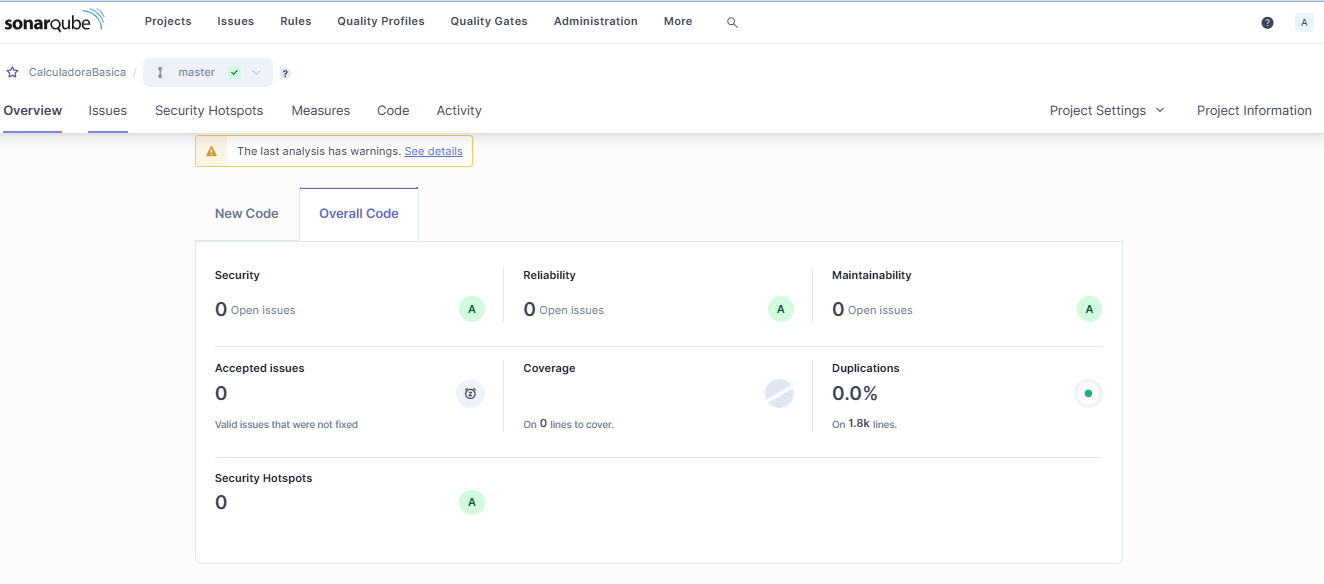 sonarqube Projects Issues Rules Quality Profiles Quality Gates Administration More ? A
CalculadoraBasica / master ?
Overview Issues Security Hotspots Measures Code Activity Project Settings Project Information
The last analysis has warnings. See details
New Code Overall Code
Security Reliability Maintainability
0 Open issues A 0 Open issues A 0 Open issues A
Accepted issues Coverage Duplications
0 0.0%
Valid issues that were not fixed On 0 lines to cover. On 1.8k lines.
Security Hotspots
0 A